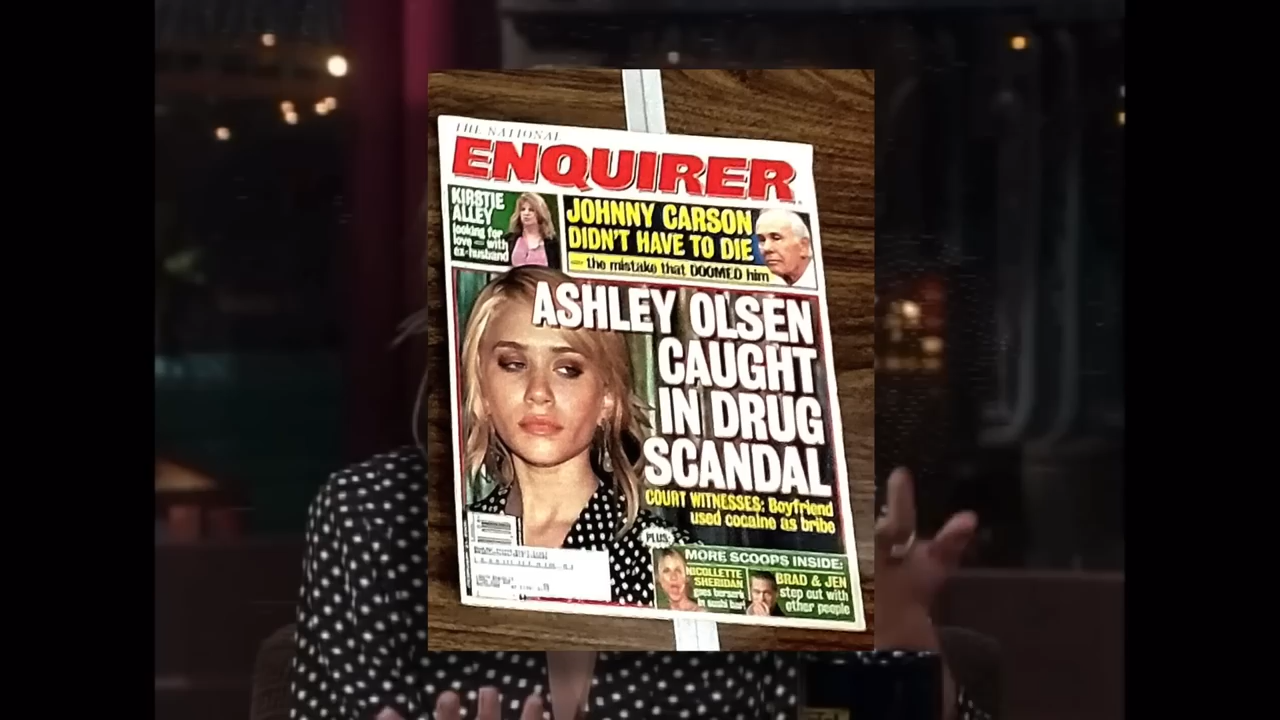 THE NATIONAL
ENQUIRER
KIRSTIE
ALLEY
looking for
love — with
ex-husband
JOHNNY CARSON
DIDN'T HAVE TO DIE
— the mistake that DOOMED him
ASHLEY OLSEN
CAUGHT
IN DRUG
SCANDAL
COURT WITNESSES: Boyfriend
used cocaine as bribe
PLUS:
MORE SCOOPS INSIDE:
NICOLLETTE
SHERIDAN
goes berserk
in sushi bar!
BRAD & JEN
step out with
other people